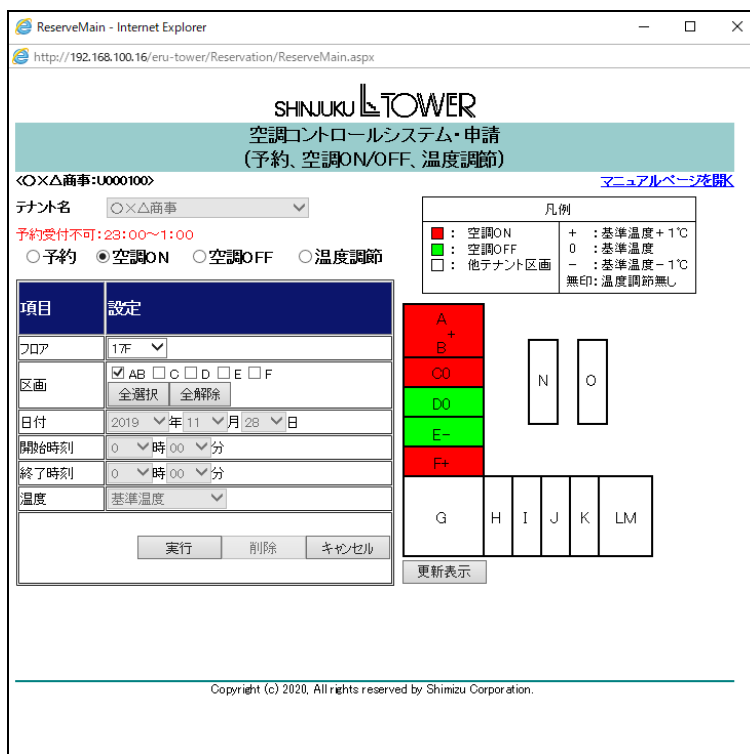 ReserveMain - Internet Explorer
http://192.168.100.16/eru-tower/Reservation/ReserveMain.aspx
SHINJUKU L TOWER
空調コントロールシステム・申請
(予約、空調ON/OFF、温度調節)
<〇×△商事:U000100>
マニュアルページを開く
テナント名 〇×△商事
予約受付不可:23:00～1:00
予約 空調ON 空調OFF 温度調節
凡例
: 空調ON + :基準温度+1℃
: 空調OFF 0 :基準温度
: 他テナント区画 - :基準温度-1℃
無印:温度調節無し
項目 設定
フロア 17F
区画 AB C D E F
全選択 全解除
日付 2019 年 11 月 28 日
開始時刻 0 時 00 分
終了時刻 0 時 00 分
温度 基準温度
実行 削除 キャンセル
A
+
B
C0
D0
E-
F+
N O
G H I J K LM
更新表示
Copyright (c) 2020, All rights reserved by Shimizu Corporation.